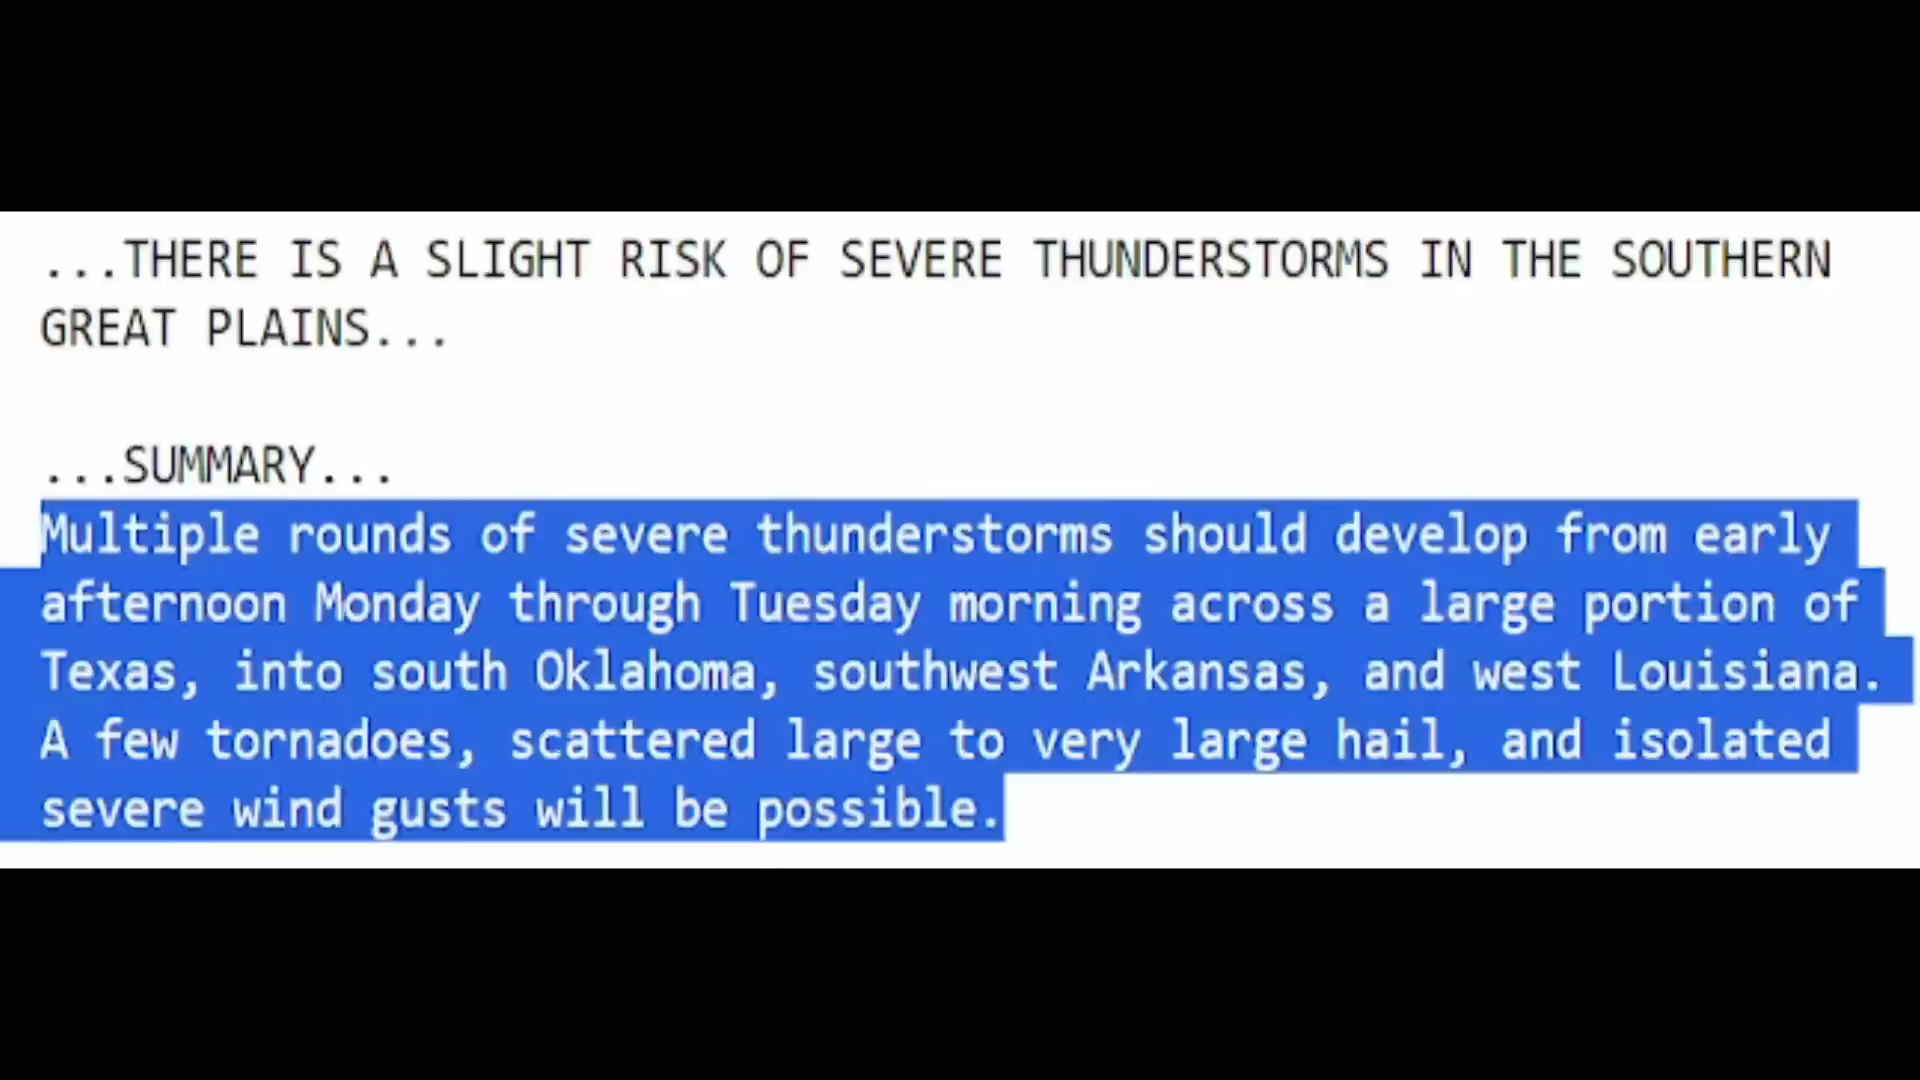 ...THERE IS A SLIGHT RISK OF SEVERE THUNDERSTORMS IN THE SOUTHERN
GREAT PLAINS...
...SUMMARY...
Multiple rounds of severe thunderstorms should develop from early
afternoon Monday through Tuesday morning across a large portion of
Texas, into south Oklahoma, southwest Arkansas, and west Louisiana.
A few tornadoes, scattered large to very large hail, and isolated
severe wind gusts will be possible.